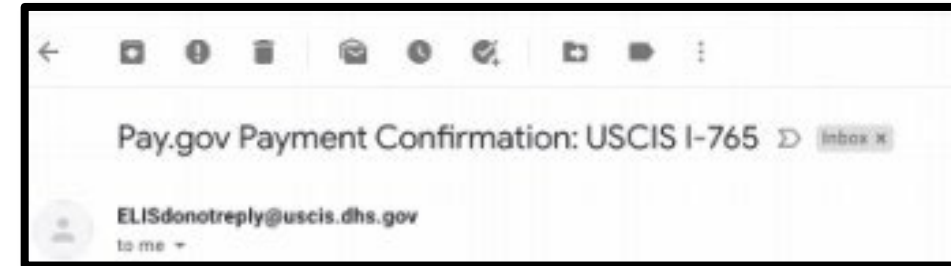 Pay.gov Payment Confirmation: USCIS I-765 Inbox x
ELISdonotreply@uscis.dhs.gov
to me